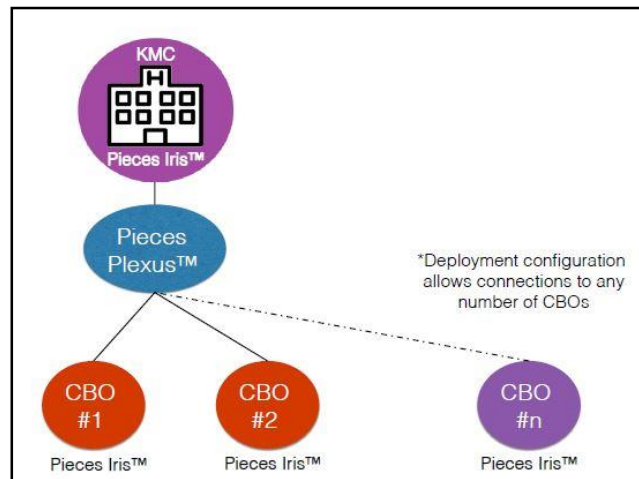 KMC
H
Pieces Iris™
Pieces
Plexus™
*Deployment configuration
allows connections to any
number of CBOs
CBO
#1
CBO
#2
CBO
#n
Pieces Iris™
Pieces Iris™
Pieces Iris™